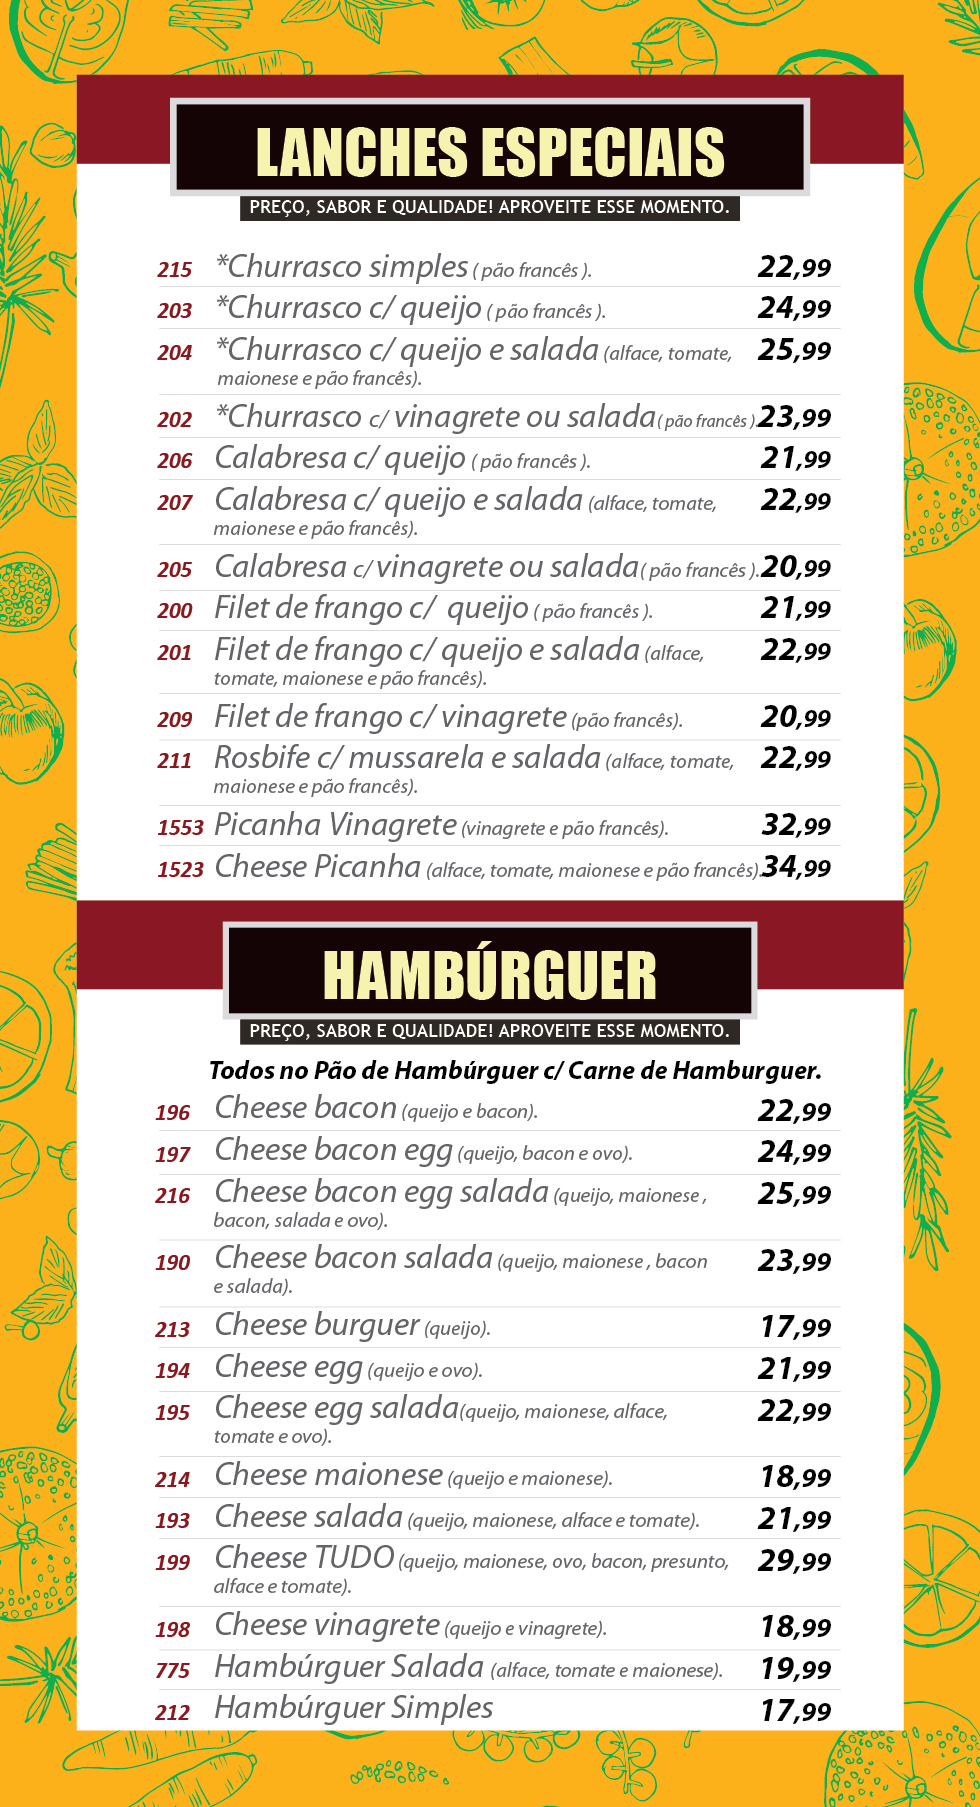 LANCHES ESPECIAIS
PREÇO, SABOR E QUALIDADE! APROVEITE ESSE MOMENTO.
215 *Churrasco simples ( pão francês ). 22,99
203 *Churrasco c/ queijo ( pão francês ). 24,99
204 *Churrasco c/ queijo e salada (alface, tomate, 25,99
maionese e pão francês).
202 *Churrasco c/ vinagrete ou salada( pão francês ). 23,99
206 Calabresa c/ queijo ( pão francês ). 21,99
207 Calabresa c/ queijo e salada (alface, tomate, 22,99
maionese e pão francês).
205 Calabresa c/ vinagrete ou salada( pão francês ). 20,99
200 Filet de frango c/ queijo ( pão francês ). 21,99
201 Filet de frango c/ queijo e salada (alface, 22,99
tomate, maionese e pão francês).
209 Filet de frango c/ vinagrete (pão francês). 20,99
211 Rosbife c/ mussarela e salada (alface, tomate, 22,99
maionese e pão francês).
1553 Picanha Vinagrete (vinagrete e pão francês). 32,99
1523 Cheese Picanha (alface, tomate, maionese e pão francês). 34,99
HAMBÚRGUER
PREÇO, SABOR E QUALIDADE! APROVEITE ESSE MOMENTO.
Todos no Pão de Hambúrguer c/ Carne de Hamburguer.
196 Cheese bacon (queijo e bacon). 22,99
197 Cheese bacon egg (queijo, bacon e ovo). 24,99
216 Cheese bacon egg salada (queijo, maionese , 25,99
bacon, salada e ovo).
190 Cheese bacon salada (queijo, maionese , bacon 23,99
e salada).
213 Cheese burguer (queijo). 17,99
194 Cheese egg (queijo e ovo). 21,99
195 Cheese egg salada(queijo, maionese, alface, 22,99
tomate e ovo).
214 Cheese maionese (queijo e maionese). 18,99
193 Cheese salada (queijo, maionese, alface e tomate). 21,99
199 Cheese TUDO (queijo, maionese, ovo, bacon, presunto, 29,99
alface e tomate).
198 Cheese vinagrete (queijo e vinagrete). 18,99
775 Hambúrguer Salada (alface, tomate e maionese). 19,99
212 Hambúrguer Simples 17,99